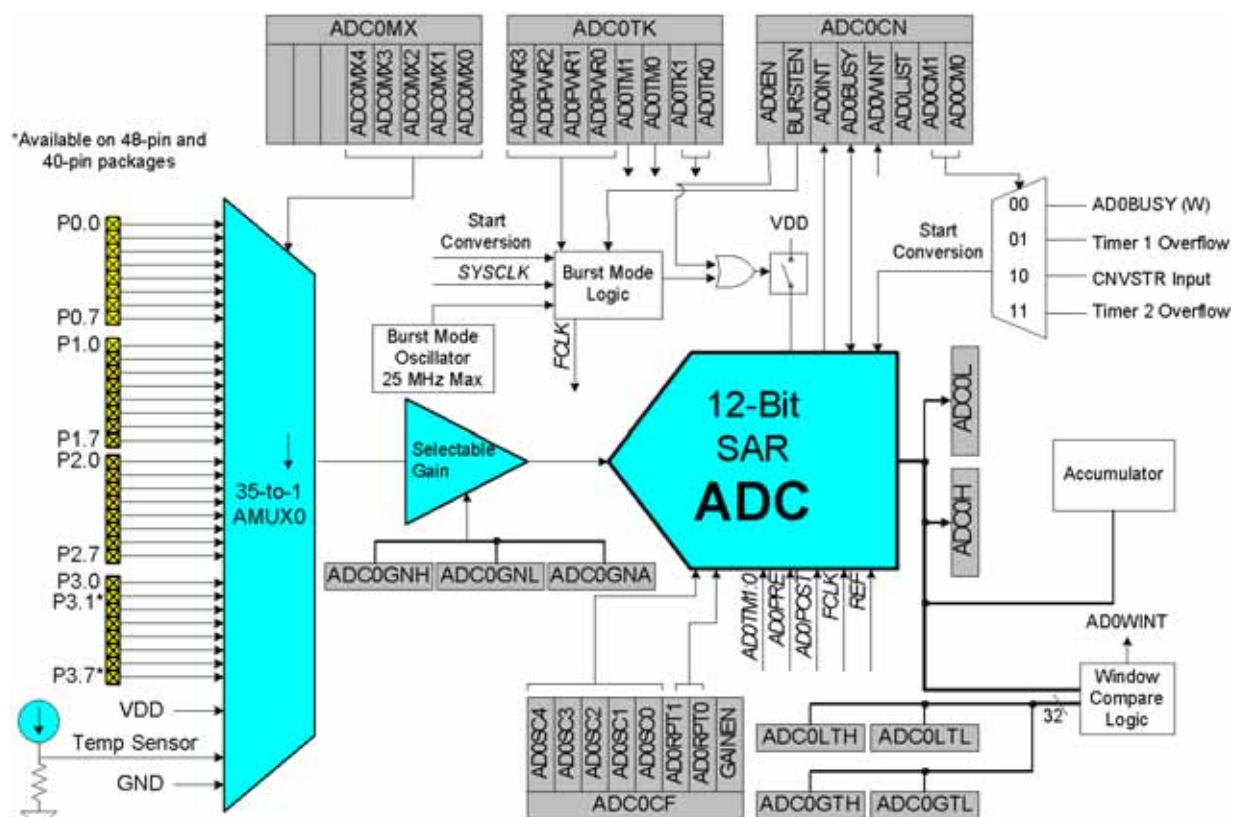 ADC0MX
ADC0MX4
ADC0MX3
ADC0MX2
ADC0MX1
ADC0MX0
ADC0TK
AD0PWR3
AD0PWR2
AD0PWR1
AD0PWR0
AD0TM1
AD0TM0
AD0TK1
AD0TK0
ADC0CN
AD0EN
BURSTEN
AD0INT
AD0BUSY
AD0WINT
AD0LJST
AD0CM1
AD0CM0
*Available on 48-pin and
40-pin packages
P0.0
P0.7
P1.0
P1.7
P2.0
P2.7
P3.0
P3.1*
P3.7*
VDD
Temp Sensor
GND
35-to-1
AMUX0
Start
Conversion
SYSCLK
Burst Mode
Logic
Burst Mode
Oscillator
25 MHz Max
FCLK
VDD
Start
Conversion
00
01
10
11
AD0BUSY (W)
Timer 1 Overflow
CNVSTR Input
Timer 2 Overflow
Selectable
Gain
12-Bit
SAR
ADC
ADC0L
ADC0H
Accumulator
ADC0GNH
ADC0GNL
ADC0GNA
AD0TM1:0
AD0PRE
AD0POST
FCLK
REF
AD0WINT
Window
Compare
Logic
32
ADC0LTH
ADC0LTL
ADC0GTH
ADC0GTL
AD0SC4
AD0SC3
AD0SC2
AD0SC1
AD0SC0
AD0RPT1
AD0RPT0
GAINEN
ADC0CF